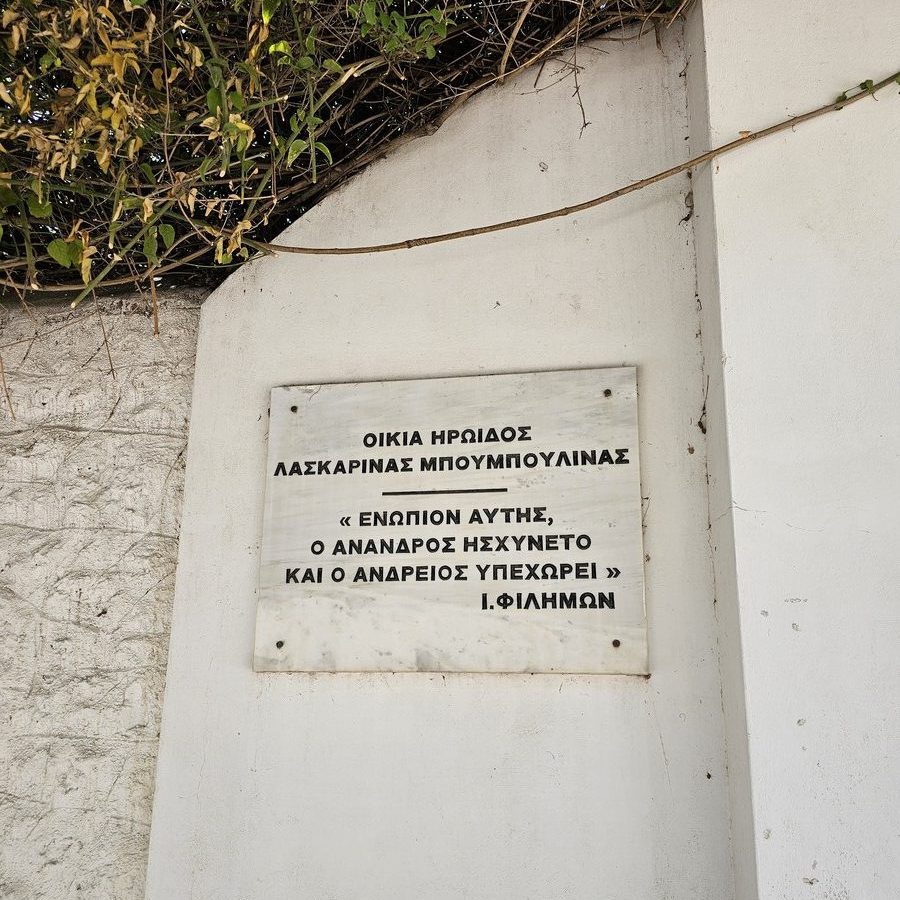 ΟΙΚΙΑ ΗΡΩΙΔΟΣ
ΛΑΣΚΑΡΙΝΑΣ ΜΠΟΥΜΠΟΥΛΙΝΑΣ
« ΕΝΩΠΙΟΝ ΑΥΤΗΣ,
Ο ΑΝΑΝΔΡΟΣ ΗΣΧΥΝΕΤΟ
ΚΑΙ Ο ΑΝΔΡΕΙΟΣ ΥΠΕΧΩΡΕΙ »
Ι.ΦΙΛΗΜΩΝ